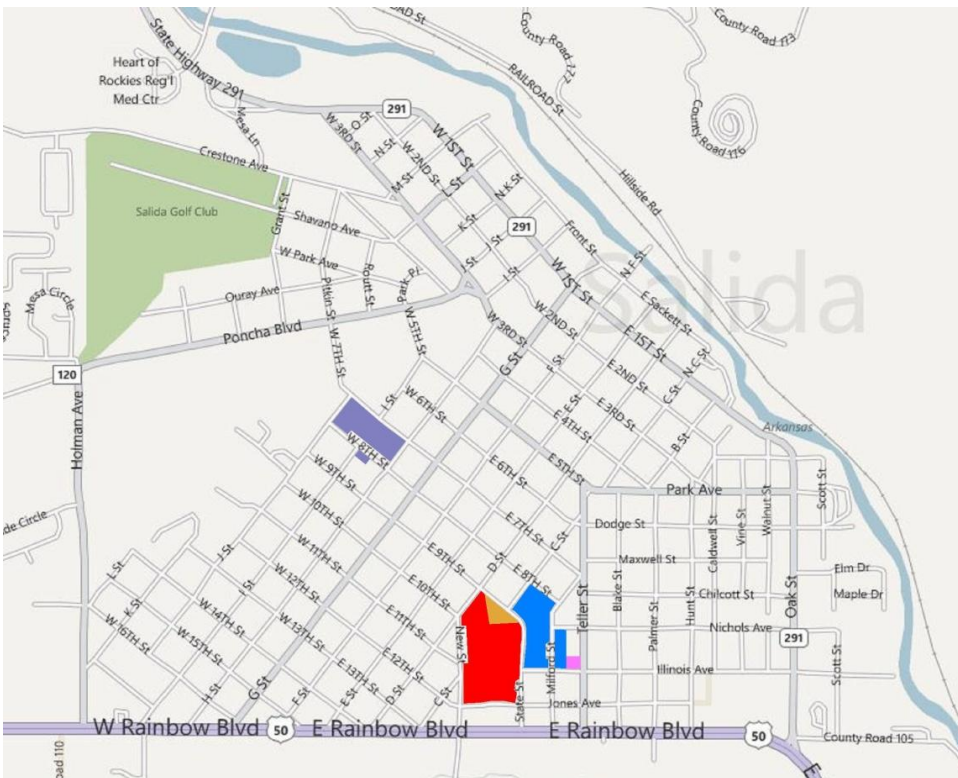 State Highway 291
Heart of
Rockies Reg'l
Med Ctr
County Road 113
RAILROAD St
291
W 3RD St
O St
N St
W 2ND St
W 1ST St
M St
L St
N K St
K St
Mesa Ln
Crestone Ave
Salida Golf Club
Grant St
Shavano Ave
W Park Ave
Hillside Rd
291
Front St
J St
I St
J St
W 1ST St
N F St
Salida
E Sackett St
Mesa Circle
Ouray Ave
Routt St
Park Pl
Poncha Blvd
Pitkin St
W 7TH St
W 5TH St
W 3RD St
W 2ND St
E 1ST St
N C St
120
G St
F St
E 2ND St
C St
Holman Ave
I St
W 6TH St
E St
E 3RD St
E 4TH St
B St
Arkansas
W 8TH St
W 9TH St
E 6TH St
E 5TH St
Park Ave
Scott St
W 10TH St
E 7TH St
Dodge St
Caldwell St
Vine St
Walnut St
de Circle
W 11TH St
E 9TH St
D St
C St
Maxwell St
L St
J St
I St
W 12TH St
E 10TH St
E 8TH St
Teller St
Blake St
Elm Dr
Maple Dr
K St
W 14TH St
W 13TH St
E 11TH St
Chilcott St
Palmer St
Hunt St
Oak St
W 16TH St
W 15TH St
E 12TH St
New St
Nichols Ave
291
E 13TH St
Milford St
Illinois Ave
Scott St
H St
G St
F St
E St
D St
C St
State St
Jones Ave
W Rainbow Blvd
50
E Rainbow Blvd
E Rainbow Blvd
50
County Road 105